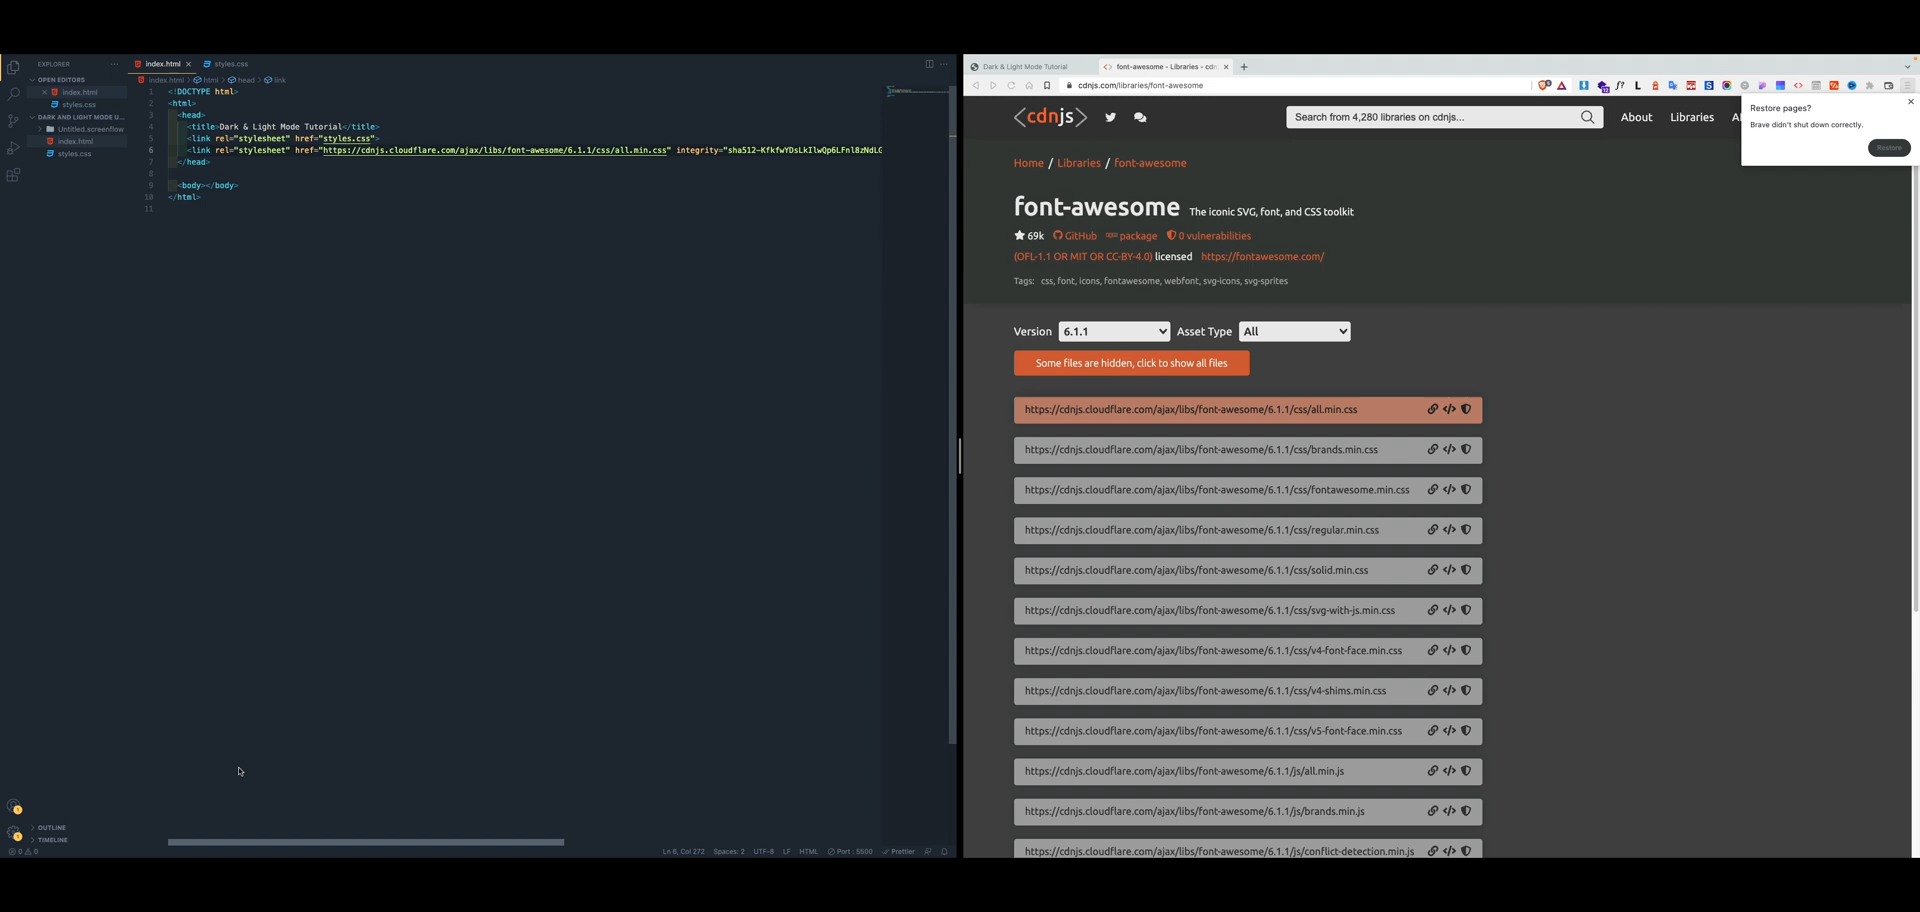 EXPLORER
OPEN EDITORS
index.html
styles.css
DARK AND LIGHT MODE U...
Untitled.screenflow
index.html
styles.css
OUTLINE
TIMELINE
index.html
styles.css
index.html > html > head > link
1 <!DOCTYPE html>
2 <html>
3 <head>
4 <title>Dark & Light Mode Tutorial</title>
5 <link rel="stylesheet" href="styles.css">
6 <link rel="stylesheet" href="https://cdnjs.cloudflare.com/ajax/libs/font-awesome/6.1.1/css/all.min.css" integrity="sha512-KfkfwYDsLkIlwQp6LFnl8zNdLG
7 </head>
8
9 <body></body>
10 </html>
11
0 0
Ln 6, Col 272 Spaces: 2 UTF-8 LF HTML Port : 5500 Prettier
Dark & Light Mode Tutorial
font-awesome - Libraries - cdn
cdnjs.com/libraries/font-awesome
Restore pages?
Brave didn't shut down correctly.
Restore
<cdnjs>
Search from 4,280 libraries on cdnjs...
About Libraries
Home / Libraries / font-awesome
font-awesome The iconic SVG, font, and CSS toolkit
69k GitHub package 0 vulnerabilities
(OFL-1.1 OR MIT OR CC-BY-4.0) licensed https://fontawesome.com/
Tags: css, font, icons, fontawesome, webfont, svg-icons, svg-sprites
Version 6.1.1 Asset Type All
Some files are hidden, click to show all files
https://cdnjs.cloudflare.com/ajax/libs/font-awesome/6.1.1/css/all.min.css
https://cdnjs.cloudflare.com/ajax/libs/font-awesome/6.1.1/css/brands.min.css
https://cdnjs.cloudflare.com/ajax/libs/font-awesome/6.1.1/css/fontawesome.min.css
https://cdnjs.cloudflare.com/ajax/libs/font-awesome/6.1.1/css/regular.min.css
https://cdnjs.cloudflare.com/ajax/libs/font-awesome/6.1.1/css/solid.min.css
https://cdnjs.cloudflare.com/ajax/libs/font-awesome/6.1.1/css/svg-with-js.min.css
https://cdnjs.cloudflare.com/ajax/libs/font-awesome/6.1.1/css/v4-font-face.min.css
https://cdnjs.cloudflare.com/ajax/libs/font-awesome/6.1.1/css/v4-shims.min.css
https://cdnjs.cloudflare.com/ajax/libs/font-awesome/6.1.1/css/v5-font-face.min.css
https://cdnjs.cloudflare.com/ajax/libs/font-awesome/6.1.1/js/all.min.js
https://cdnjs.cloudflare.com/ajax/libs/font-awesome/6.1.1/js/brands.min.js
https://cdnjs.cloudflare.com/ajax/libs/font-awesome/6.1.1/js/conflict-detection.min.js